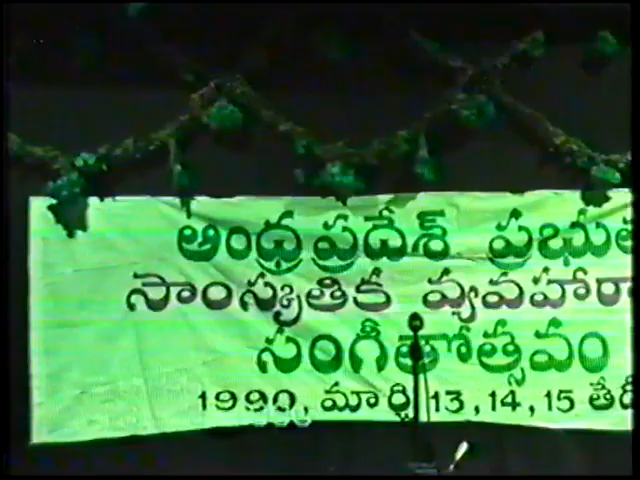 ఆంధ్రప్రదేశ్
సాంస్కృతిక
సంగీతోత్సవం
1990, మార్చి 13, 14, 15